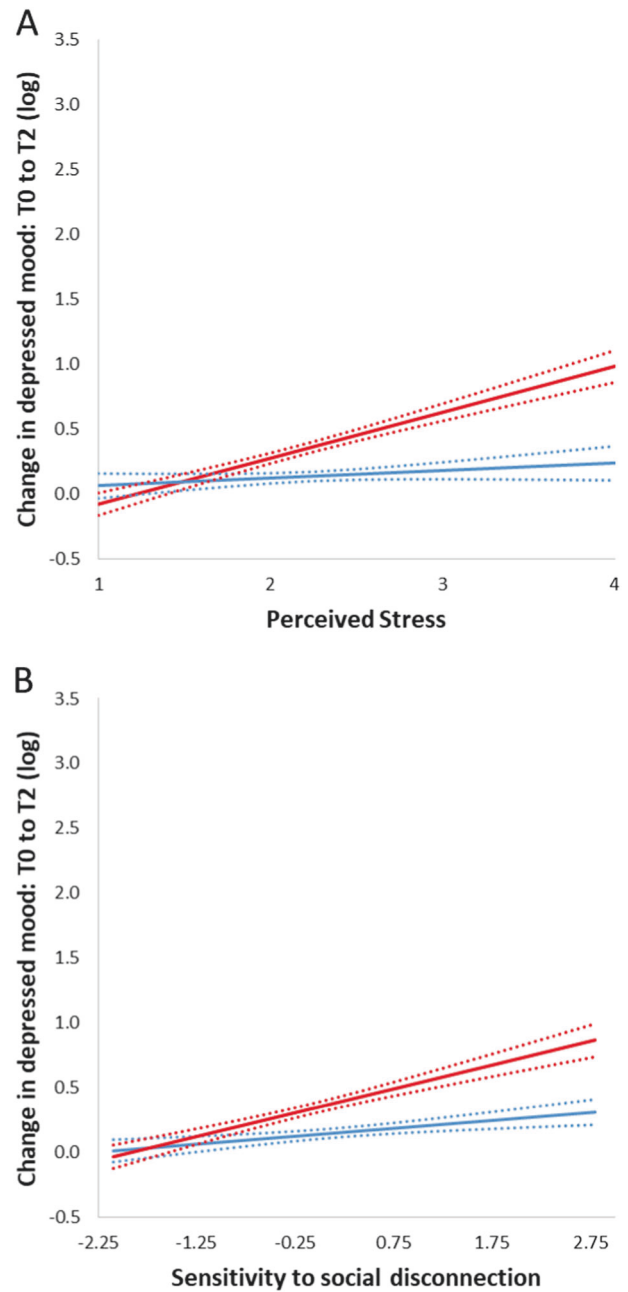 A
Change in depressed mood: T0 to T2 (log)
3.5
3.0
2.5
2.0
1.5
1.0
0.5
0.0
-0.5
1 2 3 4
Perceived Stress
B
Change in depressed mood: T0 to T2 (log)
3.5
3.0
2.5
2.0
1.5
1.0
0.5
0.0
-0.5
-2.25 -1.25 -0.25 0.75 1.75 2.75
Sensitivity to social disconnection